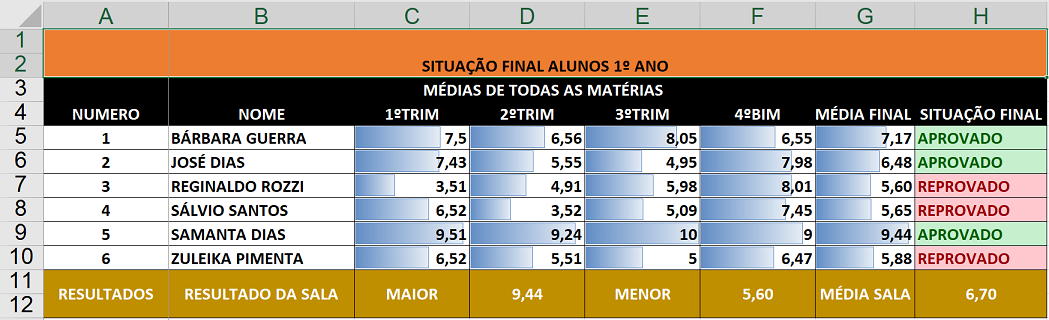 A B C D E F G H
1
2 SITUAÇÃO FINAL ALUNOS 1º ANO
3 MÉDIAS DE TODAS AS MATÉRIAS
4 NUMERO NOME 1ºTRIM 2ºTRIM 3ºTRIM 4ºBIM MÉDIA FINAL SITUAÇÃO FINAL
5 1 BÁRBARA GUERRA 7,5 6,56 8,05 6,55 7,17 APROVADO
6 2 JOSÉ DIAS 7,43 5,55 4,95 7,98 6,48 APROVADO
7 3 REGINALDO ROZZI 3,51 4,91 5,98 8,01 5,60 REPROVADO
8 4 SÁLVIO SANTOS 6,52 3,52 5,09 7,45 5,65 REPROVADO
9 5 SAMANTA DIAS 9,51 9,24 10 9 9,44 APROVADO
10 6 ZULEIKA PIMENTA 6,52 5,51 5 6,47 5,88 REPROVADO
11
RESULTADOS RESULTADO DA SALA MAIOR 9,44 MENOR 5,60 MÉDIA SALA 6,70
12